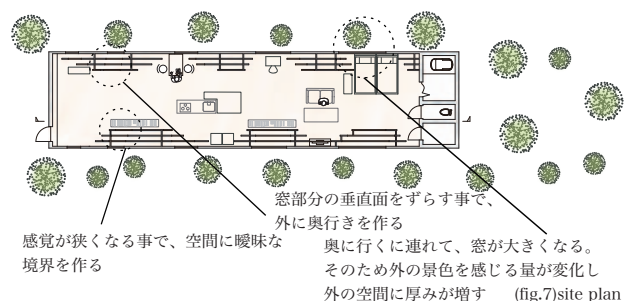 窓部分の垂直面をずらす事で、
外に奥行きを作る
感覚が狭くなる事で、空間に曖昧な
境界を作る
奥に行くに連れて、窓が大きくなる。
そのため外の景色を感じる量が変化し
外の空間に厚みが増す (fig.7)site plan